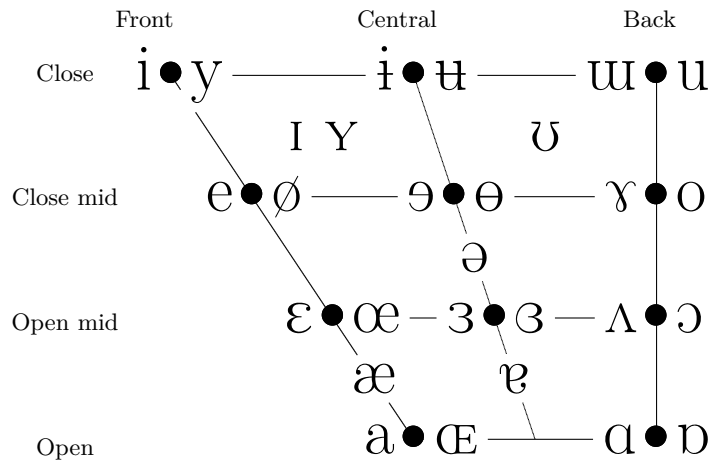 Front Central Back
Close i y ɨ ʉ ɯ u
ɪ ʏ ʊ
Close mid e ø ɘ ɵ ɤ o
ə
Open mid ɛ œ ɜ ɞ ʌ ɔ
æ ɐ
Open a ɶ ɑ ɒ